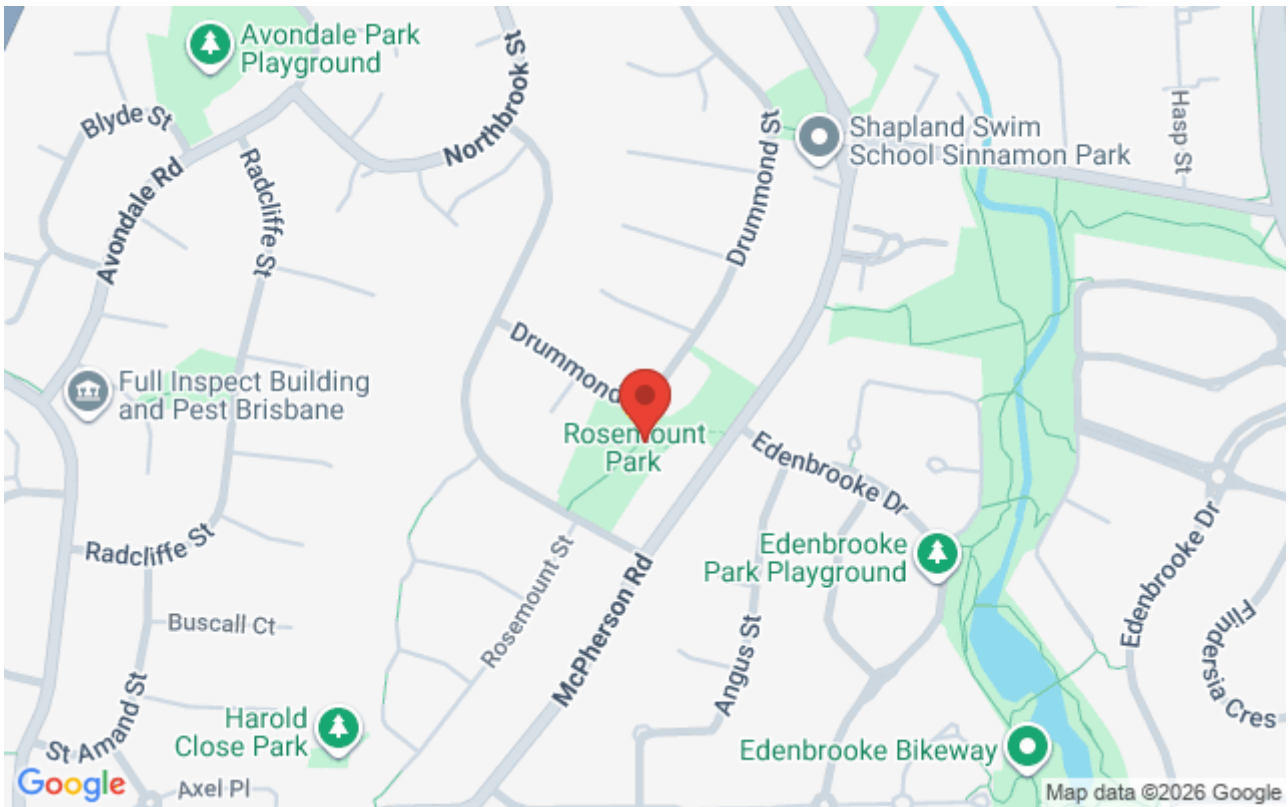 Avondale Park
Playground
Blyde St
Northbrook St
Drummond St
Shapland Swim
School Sinnamon Park
Hasp St
Avondale Rd
Radcliffe St
Drummond
Full Inspect Building
and Pest Brisbane
Rosemount
Park
Edenbrooke Dr
Radcliffe St
Edenbrooke
Park Playground
Edenbrooke Dr
Flindersia Cres
Buscall Ct
Rosemount St
McPherson Rd
Angus St
St Amand St
Harold
Close Park
Edenbrooke Bikeway
Axel Pl
Google
Map data ©2026 Google